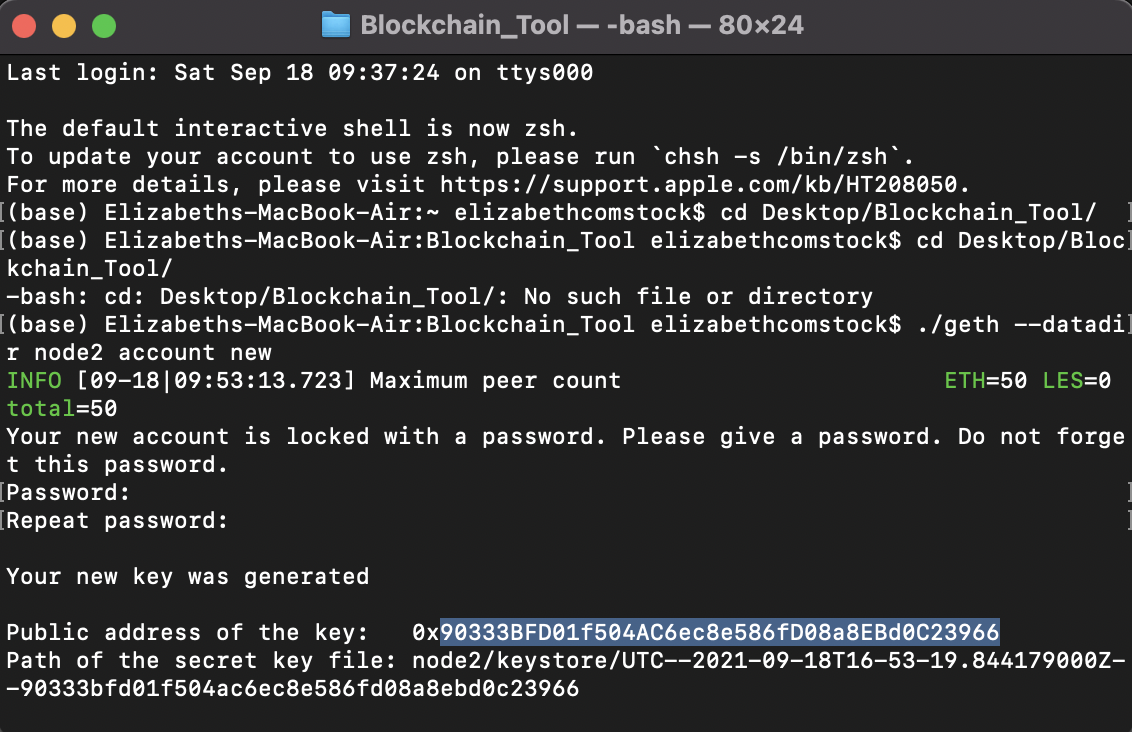 Blockchain_Tool — -bash — 80×24
Last login: Sat Sep 18 09:37:24 on ttys000
The default interactive shell is now zsh.
To update your account to use zsh, please run `chsh -s /bin/zsh`.
For more details, please visit https://support.apple.com/kb/HT208050.
[(base) Elizabeths-MacBook-Air:~ elizabethcomstock$ cd Desktop/Blockchain_Tool/ ]
[(base) Elizabeths-MacBook-Air:Blockchain_Tool elizabethcomstock$ cd Desktop/Bloc]
kchain_Tool/
-bash: cd: Desktop/Blockchain_Tool/: No such file or directory
[(base) Elizabeths-MacBook-Air:Blockchain_Tool elizabethcomstock$ ./geth --datadi]
r node2 account new
INFO [09-18|09:53:13.723] Maximum peer count ETH=50 LES=0
total=50
Your new account is locked with a password. Please give a password. Do not forge
t this password.
[Password: ]
[Repeat password: ]
Your new key was generated
Public address of the key: 0x90333BFD01f504AC6ec8e586fD08a8EBd0C23966
Path of the secret key file: node2/keystore/UTC--2021-09-18T16-53-19.844179000Z-
-90333bfd01f504ac6ec8e586fd08a8ebd0c23966